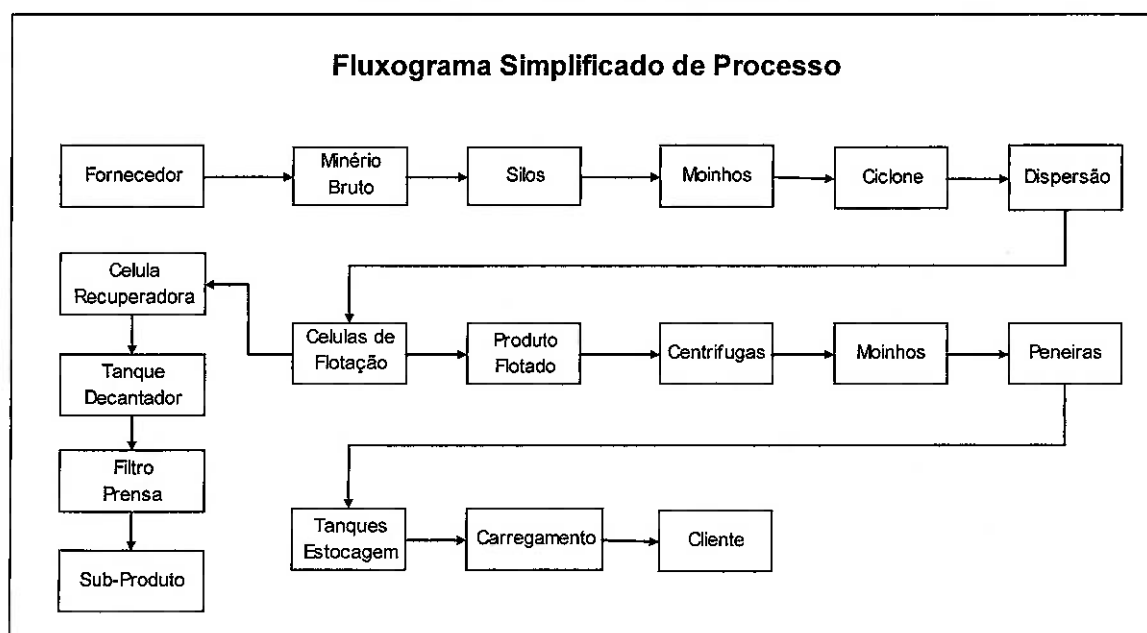 Fluxograma Simplificado de Processo
Fornecedor
Minério
Bruto
Silos
Moinhos
Ciclone
Dispersão
Celula
Recuperadora
Celulas de
Flotação
Produto
Flotado
Centrifugas
Moinhos
Peneiras
Tanque
Decantador
Filtro
Prensa
Tanques
Estocagem
Carregamento
Cliente
Sub-Produto